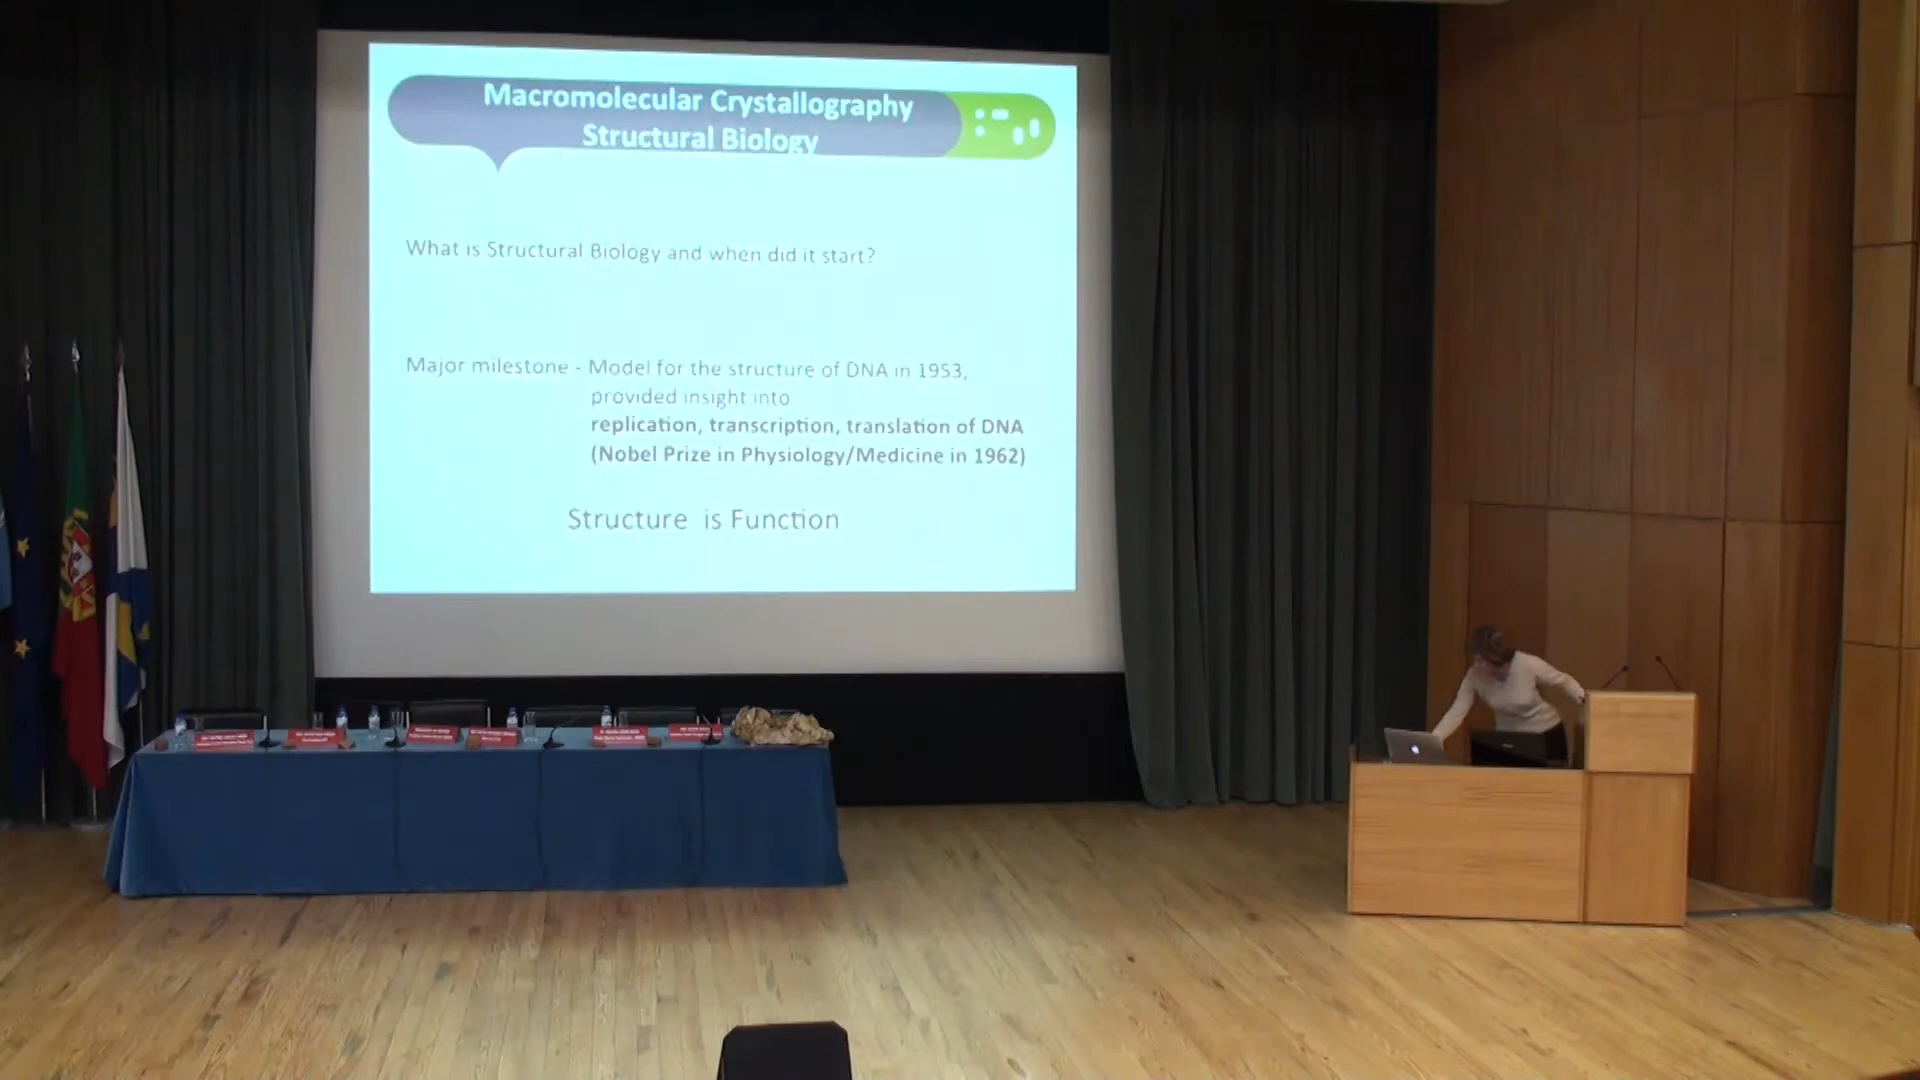 Macromolecular Crystallography
Structural Biology
What is Structural Biology and when did it start?
Major milestone - Model for the structure of DNA in 1953,
provided insight into
replication, transcription, translation of DNA
(Nobel Prize in Physiology/Medicine in 1962)
Structure is Function